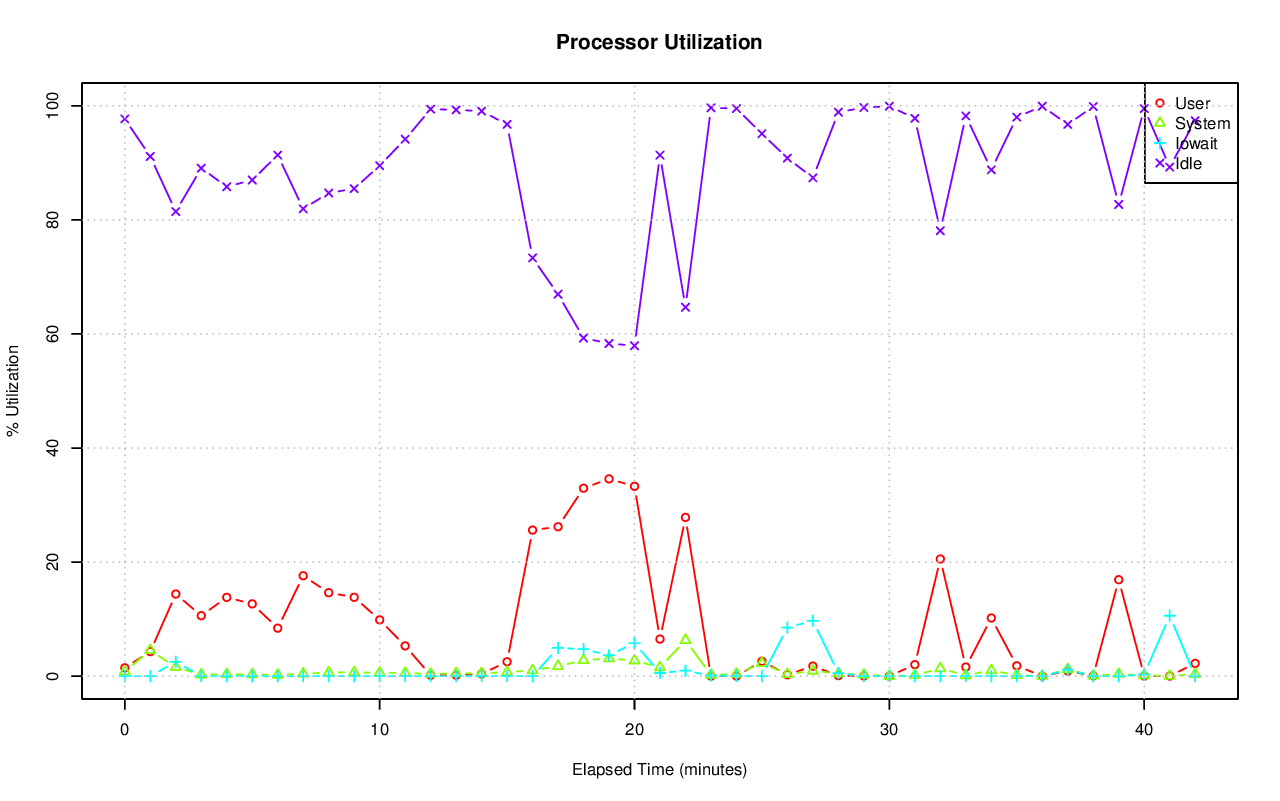 Processor Utilization
100
80
60
40
20
0
% Utilization
User
System
Iowait
Idle
0 10 20 30 40
Elapsed Time (minutes)